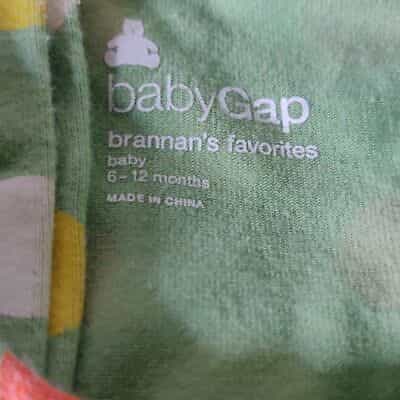 babyGap
brannan's favorites
baby
6-12 months
MADE IN CHINA